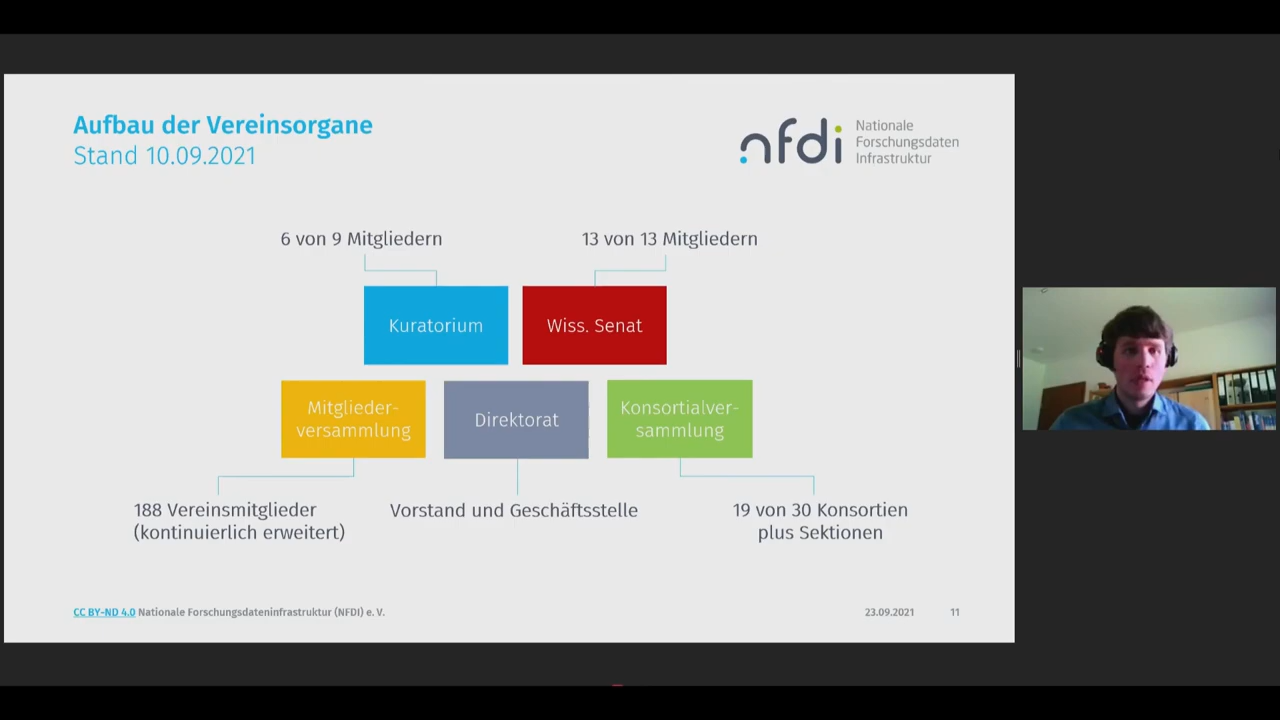 Aufbau der Vereinsorgane
Stand 10.09.2021
nfdi
Nationale
Forschungsdaten
Infrastruktur
6 von 9 Mitgliedern
13 von 13 Mitgliedern
Kuratorium
Wiss. Senat
Mitglieder-
versammlung
Direktorat
Konsortialver-
sammlung
188 Vereinsmitglieder
(kontinuierlich erweitert)
Vorstand und Geschäftsstelle
19 von 30 Konsortien
plus Sektionen
CC BY-ND 4.0 Nationale Forschungsdateninfrastruktur (NFDI) e. V.
23.09.2021
11